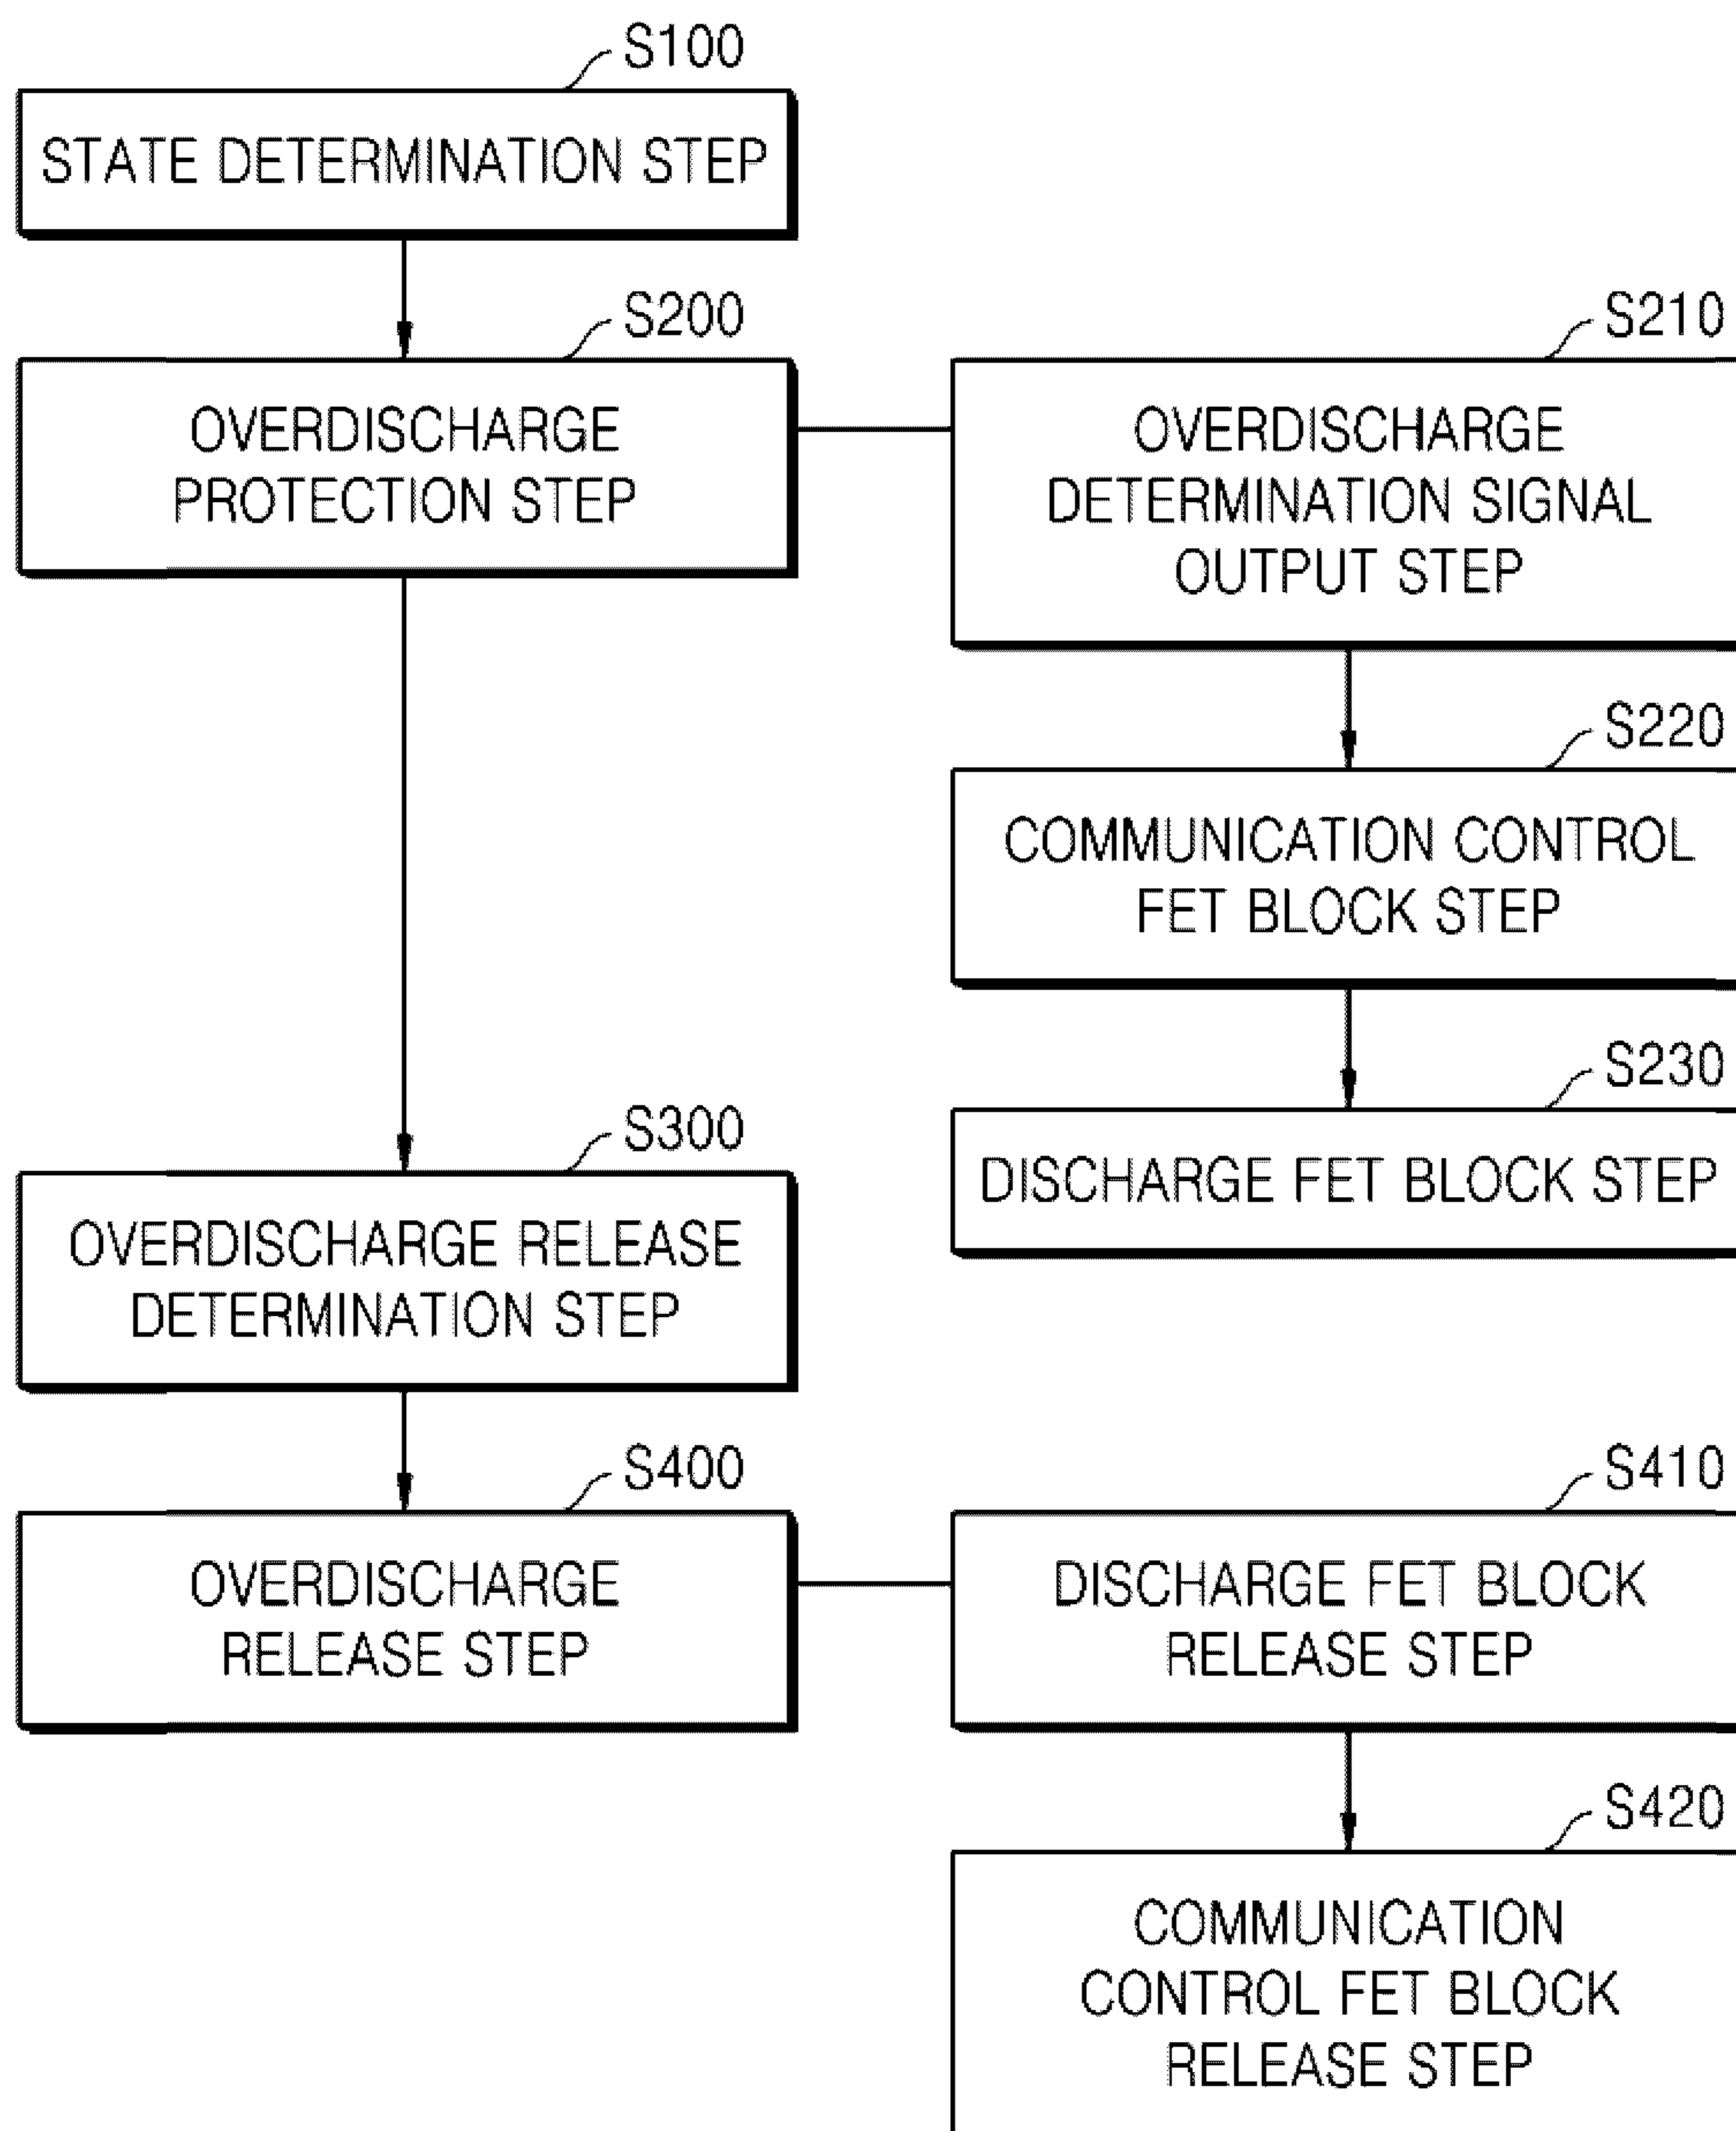 S100
STATE DETERMINATION STEP
S200
OVERDISCHARGE
PROTECTION STEP
S210
OVERDISCHARGE
DETERMINATION SIGNAL
OUTPUT STEP
S220
COMMUNICATION CONTROL
FET BLOCK STEP
S230
DISCHARGE FET BLOCK STEP
S300
OVERDISCHARGE RELEASE
DETERMINATION STEP
S400
OVERDISCHARGE
RELEASE STEP
S410
DISCHARGE FET BLOCK
RELEASE STEP
S420
COMMUNICATION
CONTROL FET BLOCK
RELEASE STEP